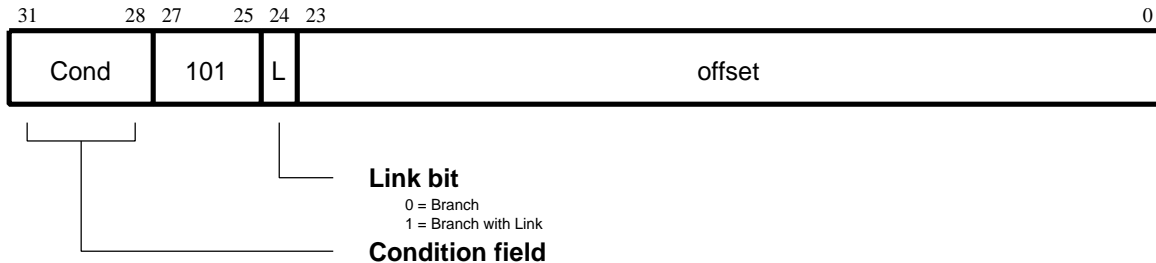 31 28 27 25 24 23 0
Cond 101 L offset
Link bit
0 = Branch
1 = Branch with Link
Condition field